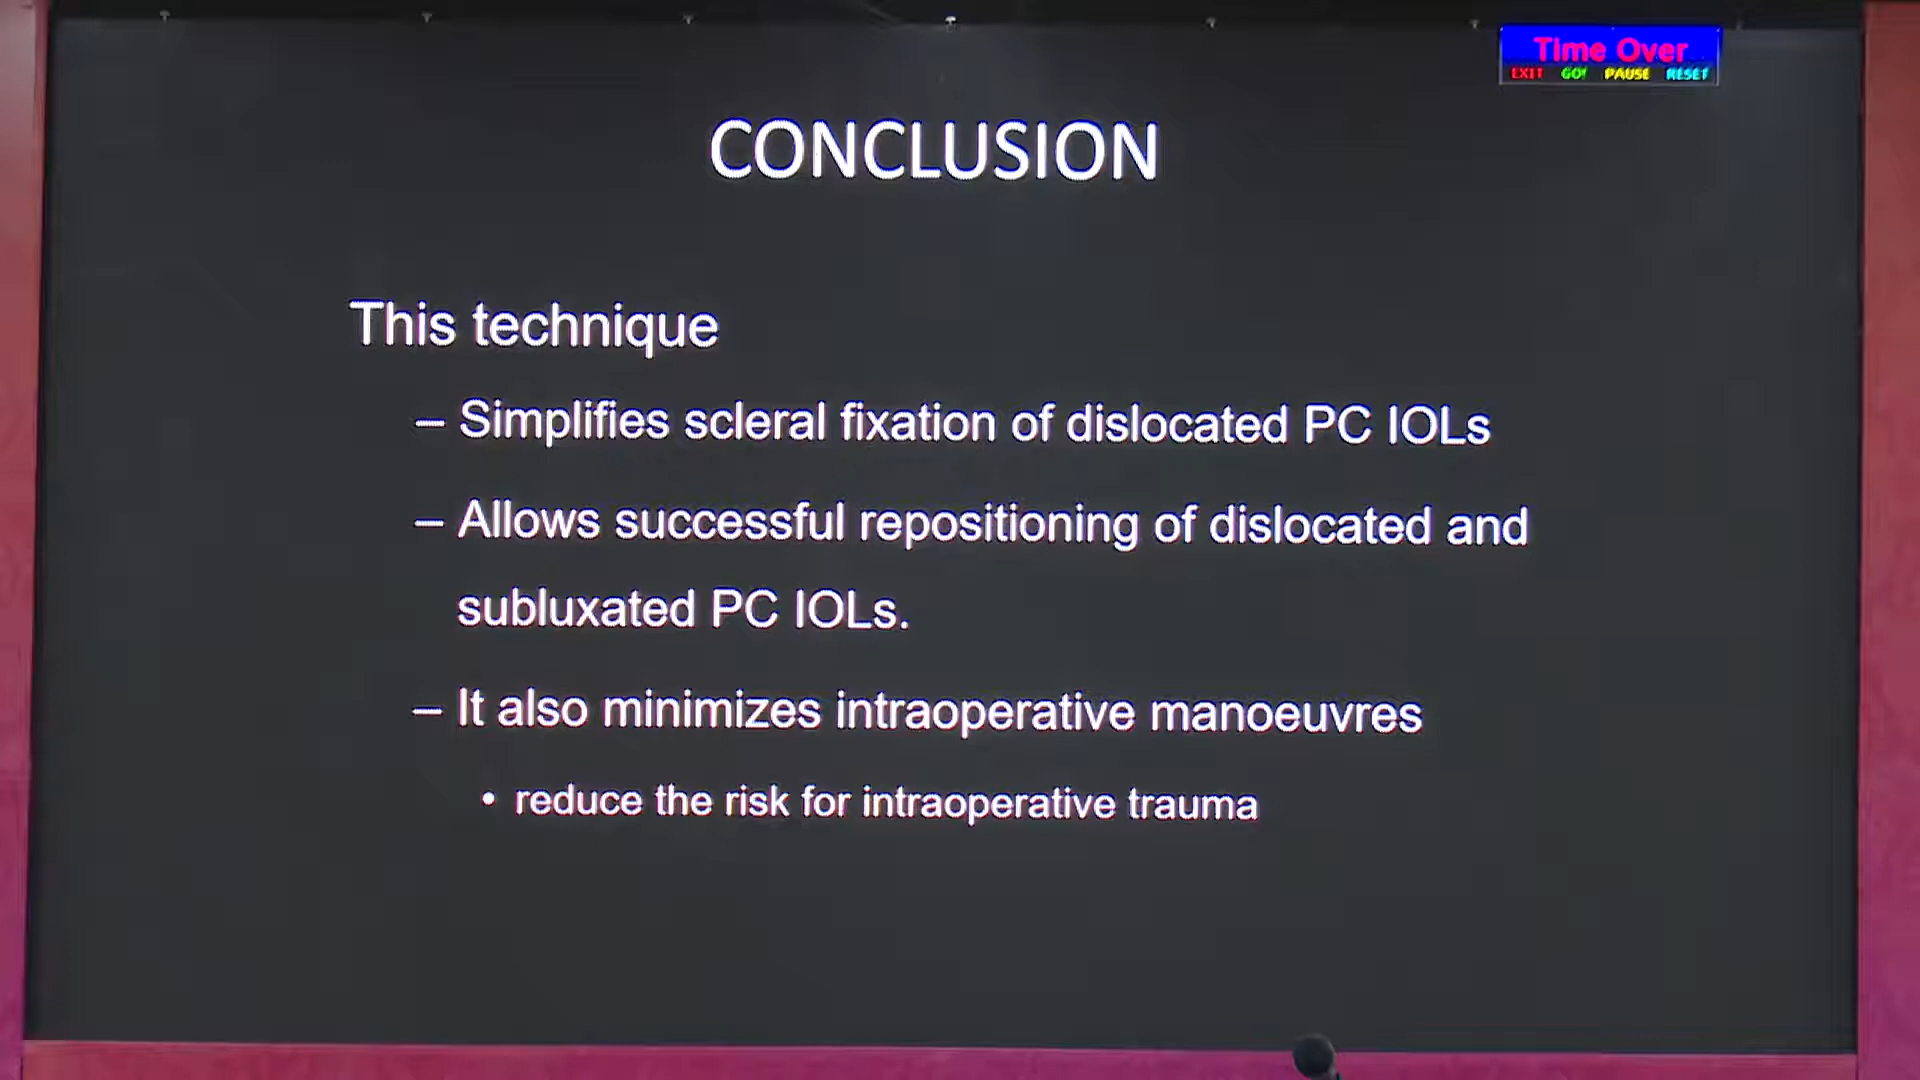 Time Over
EXIT GO! PAUSE RESET
CONCLUSION
This technique
– Simplifies scleral fixation of dislocated PC IOLs
– Allows successful repositioning of dislocated and
subluxated PC IOLs.
– It also minimizes intraoperative manoeuvres
• reduce the risk for intraoperative trauma